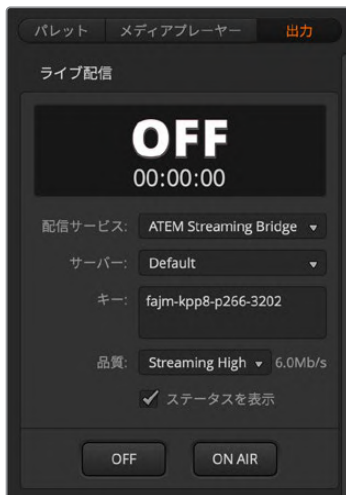 パレット メディアプレーヤー 出力
ライブ配信
OFF
00:00:00
配信サービス: ATEM Streaming Bridge
サーバー: Default
キー: fajm-kpp8-p266-3202
品質: Streaming High 6.0Mb/s
ステータスを表示
OFF ON AIR